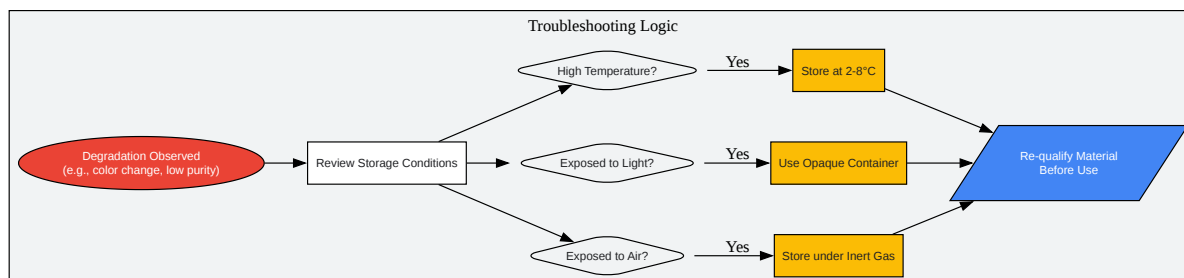 Troubleshooting Logic
High Temperature?
Yes
Store at 2-8°C
Degradation Observed
(e.g., color change, low purity)
Review Storage Conditions
Exposed to Light?
Yes
Use Opaque Container
Re-qualify Material
Before Use
Exposed to Air?
Yes
Store under Inert Gas